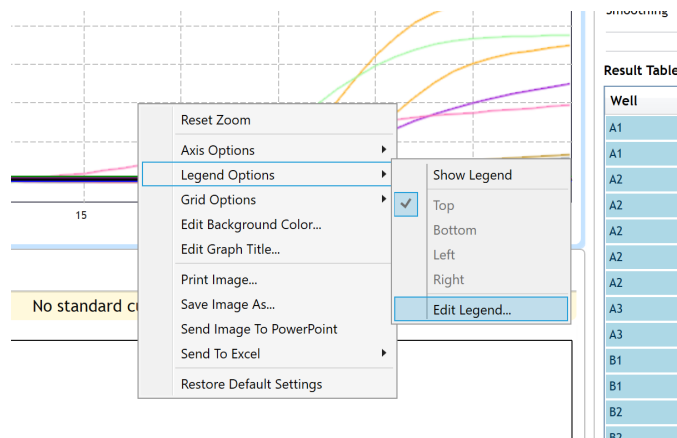 Smoothing
Result Table
Well
A1
A1
A2
A2
A2
A2
A2
A3
A3
B1
B1
B2
B2
15
No standard cu
Reset Zoom
Axis Options
Legend Options
Grid Options
Edit Background Color...
Edit Graph Title...
Print Image...
Save Image As...
Send Image To PowerPoint
Send To Excel
Restore Default Settings
Show Legend
Top
Bottom
Left
Right
Edit Legend...